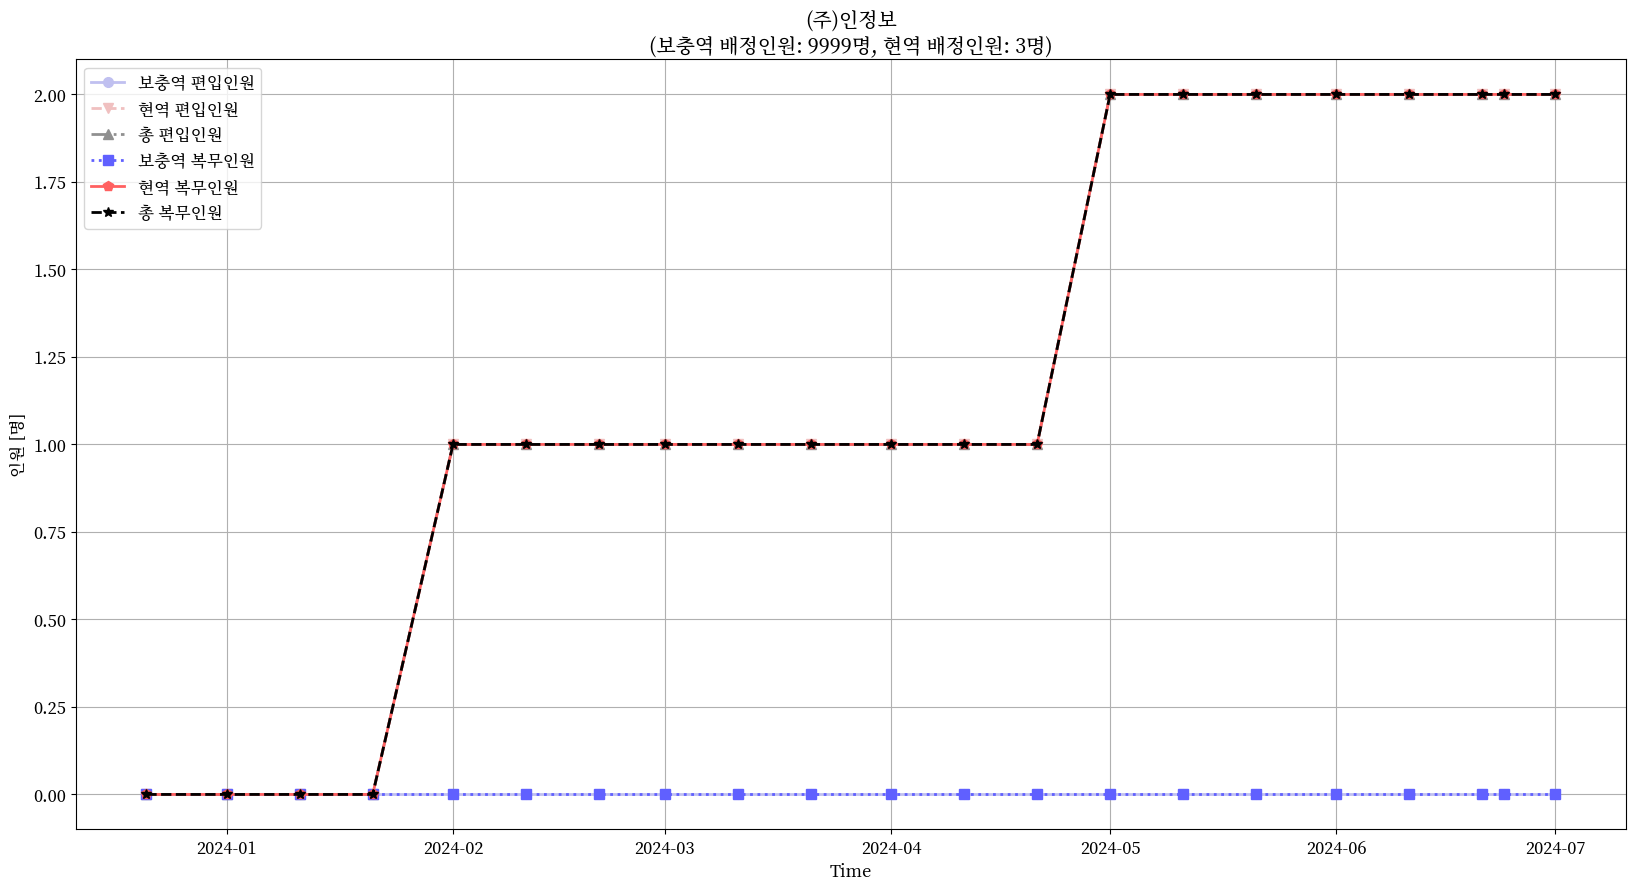 (주)인정보
(보충역 배정인원: 9999명, 현역 배정인원: 3명)
보충역 편입인원
현역 편입인원
총 편입인원
보충역 복무인원
현역 복무인원
총 복무인원
2.00
1.75
1.50
1.25
1.00
0.75
0.50
0.25
0.00
인원 [명]
2024-01 2024-02 2024-03 2024-04 2024-05 2024-06 2024-07
Time